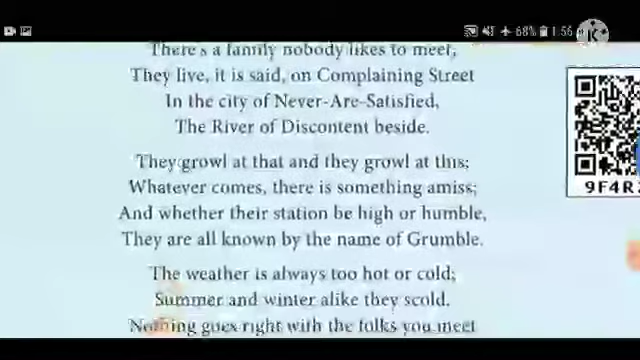 68% 1:56
There's a family nobody likes to meet,
They live, it is said, on Complaining Street
In the city of Never-Are-Satisfied,
The River of Discontent beside.
They growl at that and they growl at this;
Whatever comes, there is something amiss;
And whether their station be high or humble,
They are all known by the name of Grumble.
The weather is always too hot or cold;
Summer and winter alike they scold.
Nothing goes right with the folks you meet
9F4R